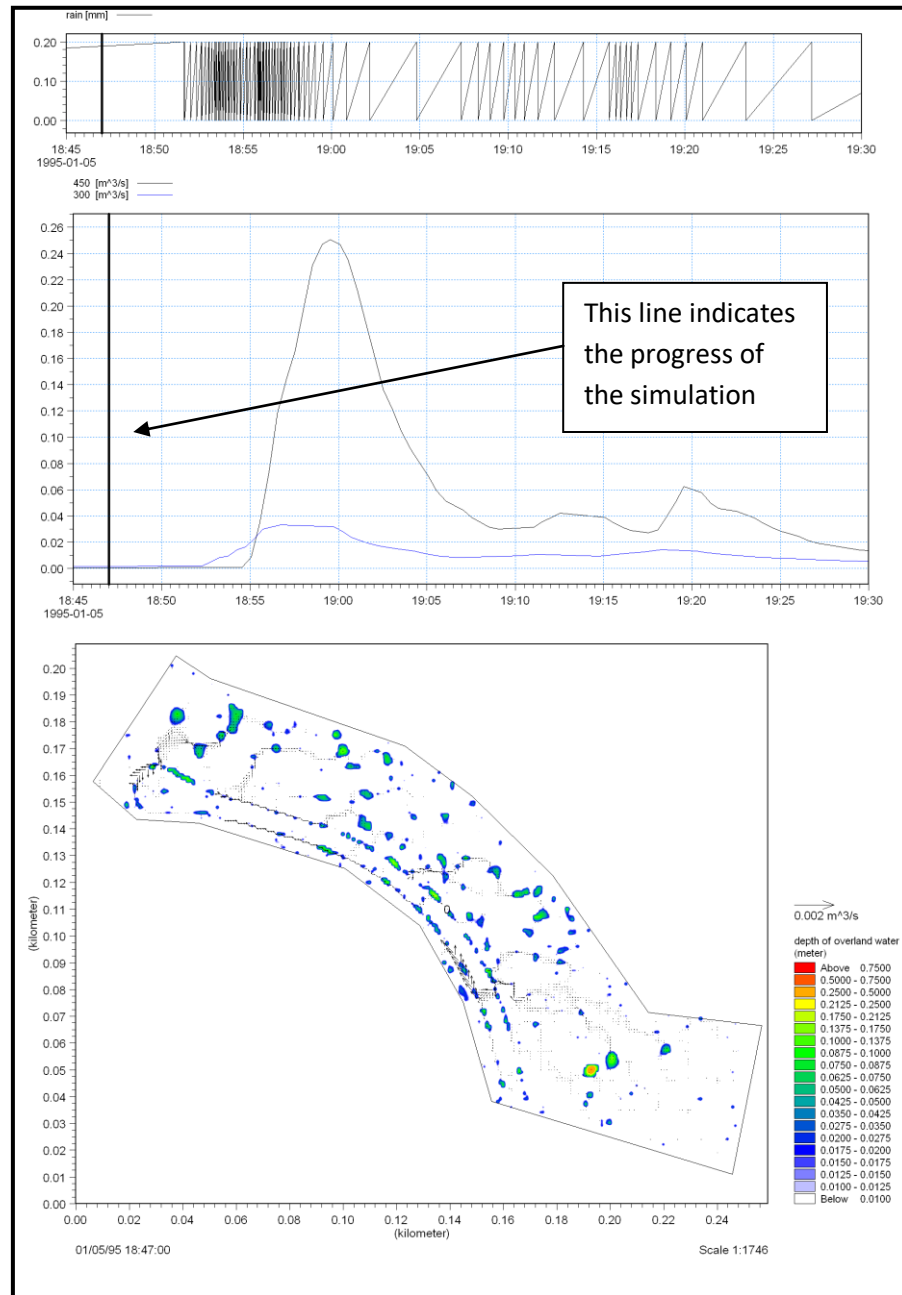 rain [mm]
0.20
0.10
0.00
18:45 18:50 18:55 19:00 19:05 19:10 19:15 19:20 19:25 19:30
1995-01-05
450 [m^3/s]
300 [m^3/s]
0.26
0.24
0.22
0.20
0.18
0.16
0.14
0.12
0.10
0.08
0.06
0.04
0.02
0.00
This line indicates
the progress of
the simulation
18:45 18:50 18:55 19:00 19:05 19:10 19:15 19:20 19:25 19:30
1995-01-05
0.20
0.19
0.18
0.17
0.16
0.15
0.14
0.13
0.12
0.11
0.10
0.09
0.08
0.07
0.06
0.05
0.04
0.03
0.02
0.01
0.00
(kilometer)
0
0.00 0.02 0.04 0.06 0.08 0.10 0.12 0.14 0.16 0.18 0.20 0.22 0.24
(kilometer)
01/05/95 18:47:00
Scale 1:1746
0.002 m^3/s
depth of overland water
(meter)
Above 0.7500
0.5000 - 0.7500
0.2500 - 0.5000
0.2125 - 0.2500
0.1750 - 0.2125
0.1375 - 0.1750
0.1000 - 0.1375
0.0875 - 0.1000
0.0750 - 0.0875
0.0625 - 0.0750
0.0500 - 0.0625
0.0425 - 0.0500
0.0350 - 0.0425
0.0275 - 0.0350
0.0200 - 0.0275
0.0175 - 0.0200
0.0150 - 0.0175
0.0125 - 0.0150
0.0100 - 0.0125
Below 0.0100